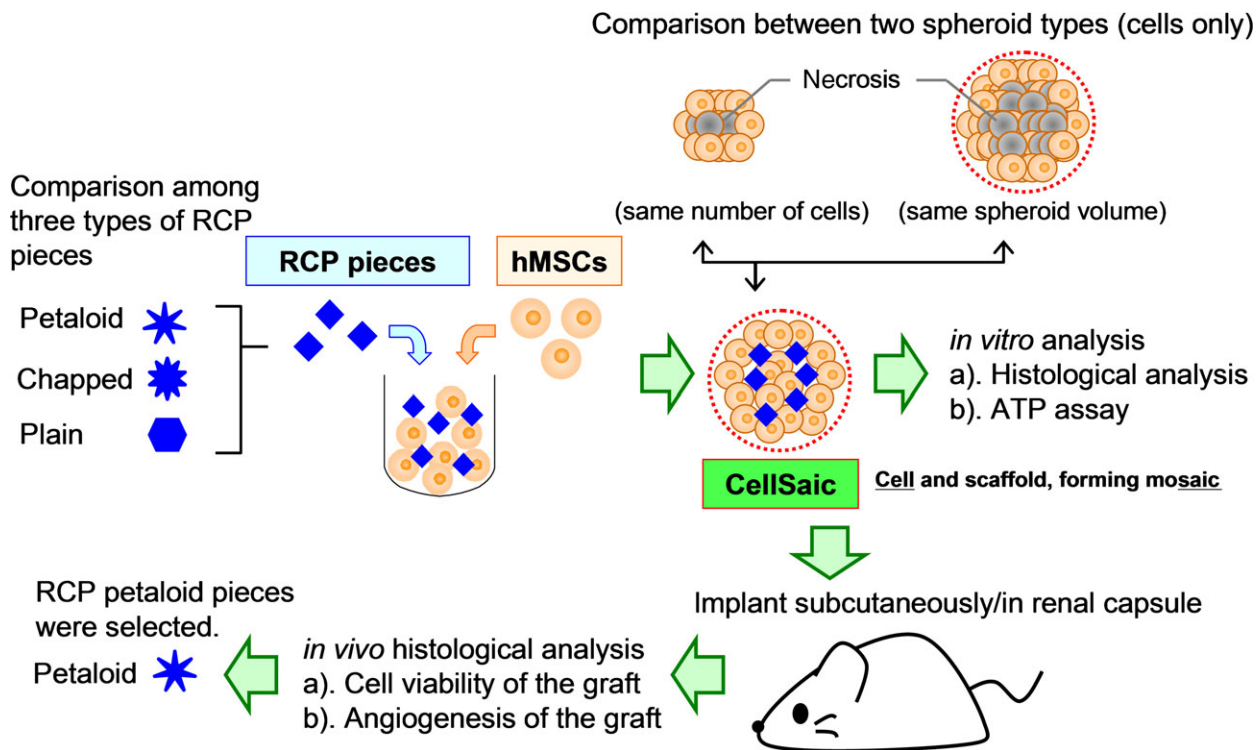 Comparison between two spheroid types (cells only)
Necrosis
(same number of cells)
(same spheroid volume)
Comparison among
three types of RCP
pieces
Petaloid
Chapped
Plain
RCP pieces
hMSCs
in vitro analysis
a). Histological analysis
b). ATP assay
CellSaic
Cell and scaffold, forming mosaic
Implant subcutaneously/in renal capsule
in vivo histological analysis
a). Cell viability of the graft
b). Angiogenesis of the graft
RCP petaloid pieces
were selected.
Petaloid